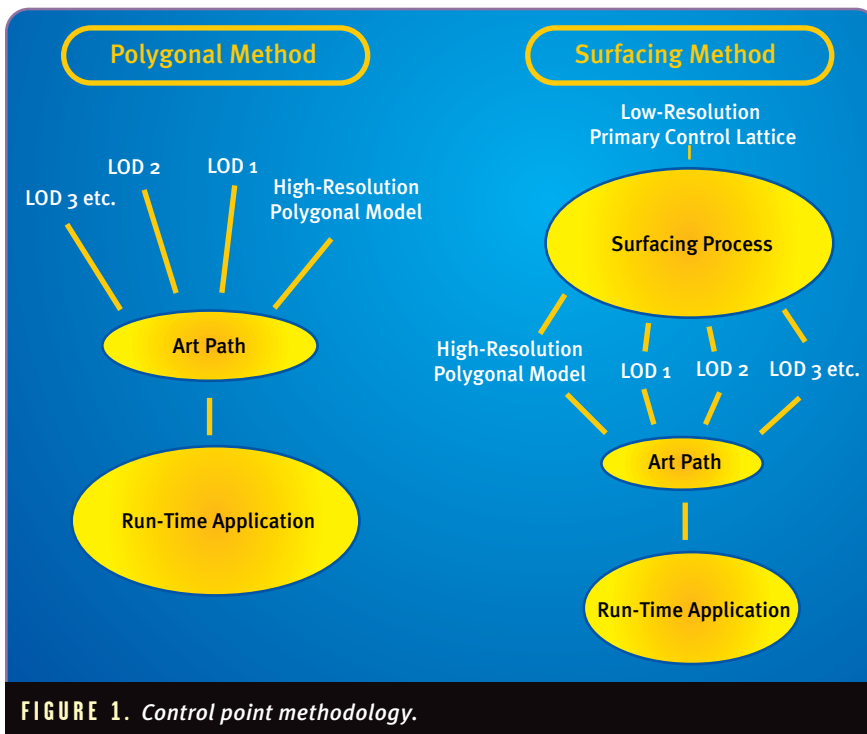 Polygonal Method
LOD 3 etc.
LOD 2
LOD 1
High-Resolution
Polygonal Model
Art Path
Run-Time Application
Surfacing Method
Low-Resolution
Primary Control Lattice
Surfacing Process
High-Resolution
Polygonal Model
LOD 1
LOD 2
LOD 3 etc.
Art Path
Run-Time Application
FIGURE 1. Control point methodology.